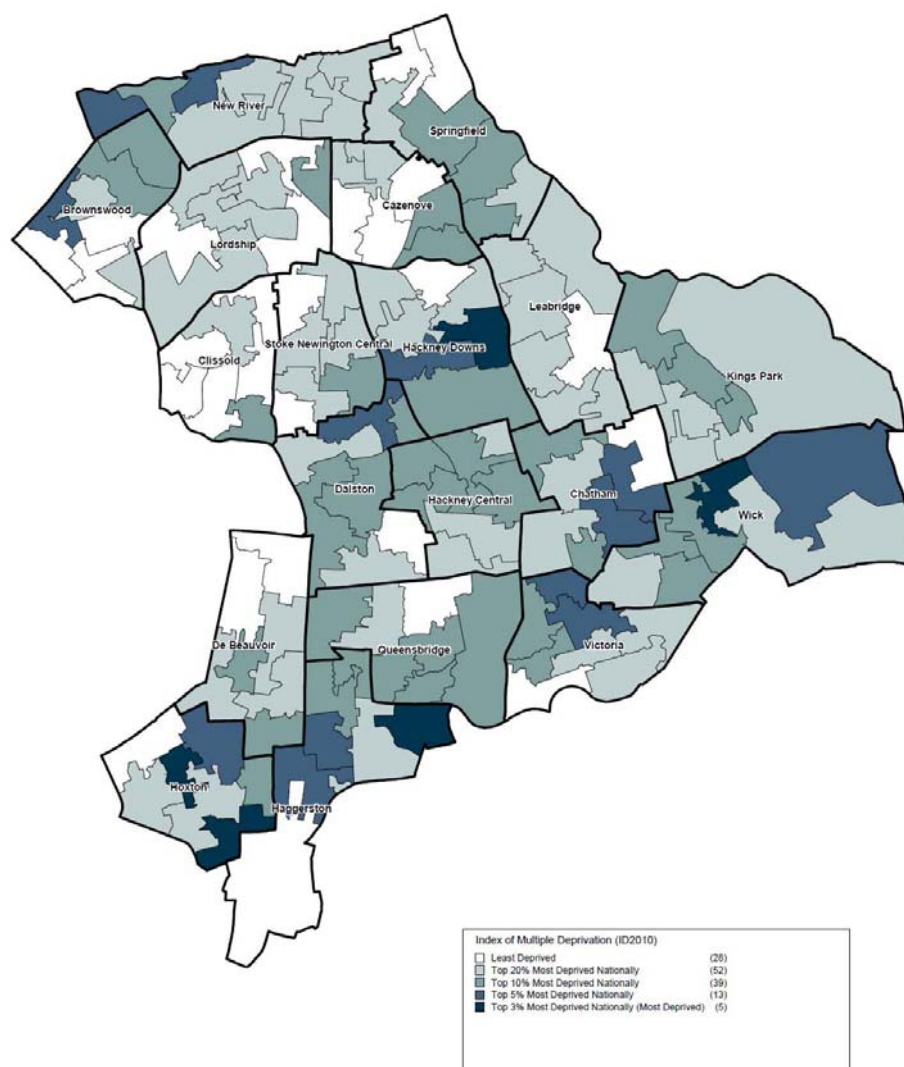 New River
Springfield
Brownswood
Cazenove
Lordship
Leabridge
Stoke Newington Central
Hackney Downs
Clissold
Kings Park
Dalston
Hackney Central
Chatham
Wick
De Beauvoir
Queensbridge
Victoria
Hoxton
Haggerston
Index of Multiple Deprivation (ID2010)
Least Deprived (28)
Top 20% Most Deprived Nationally (52)
Top 10% Most Deprived Nationally (39)
Top 5% Most Deprived Nationally (13)
Top 3% Most Deprived Nationally (Most Deprived) (5)